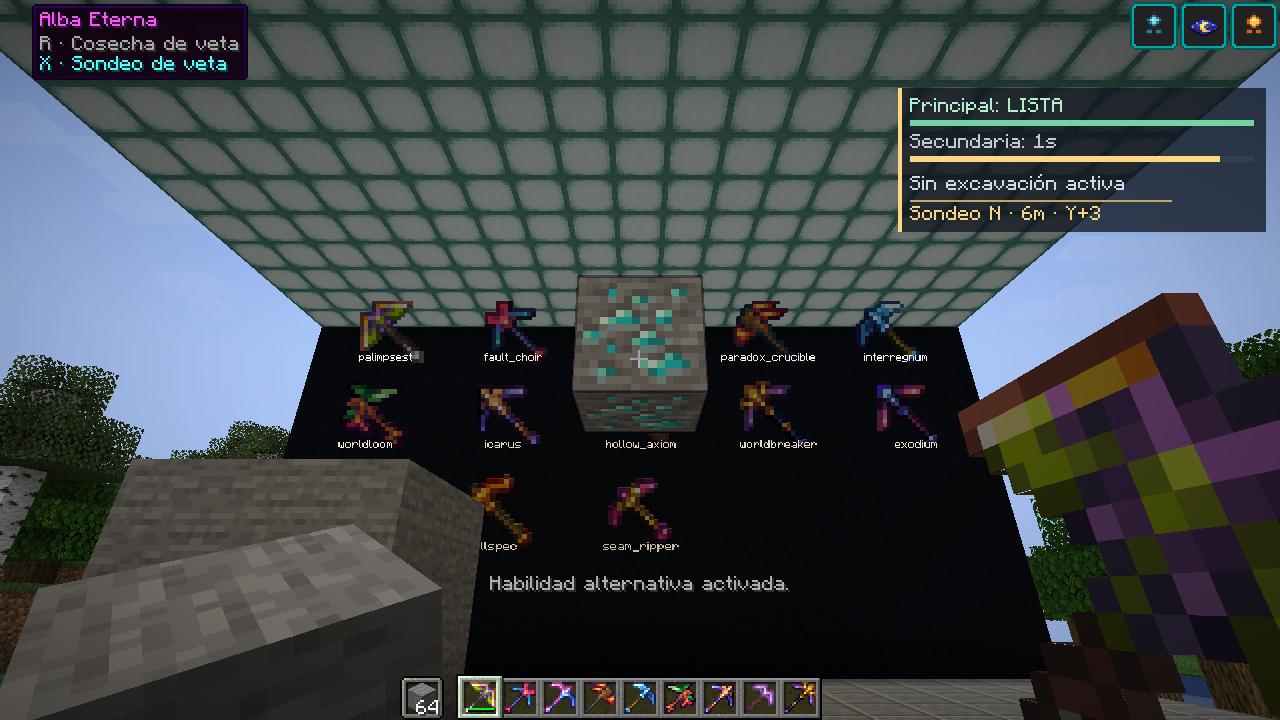 Alba Eterna
R · Cosecha de veta
X · Sondeo de veta
Principal: LISTA
Secundaria: 1s
Sin excavación activa
Sondeo N · 6m · Y+3
palimpsest
fault_choir
paradox_crucible
interregnum
worldloom
icarus
hollow_axiom
worldbreaker
exodium
llspec
seam_ripper
Habilidad alternativa activada.
64